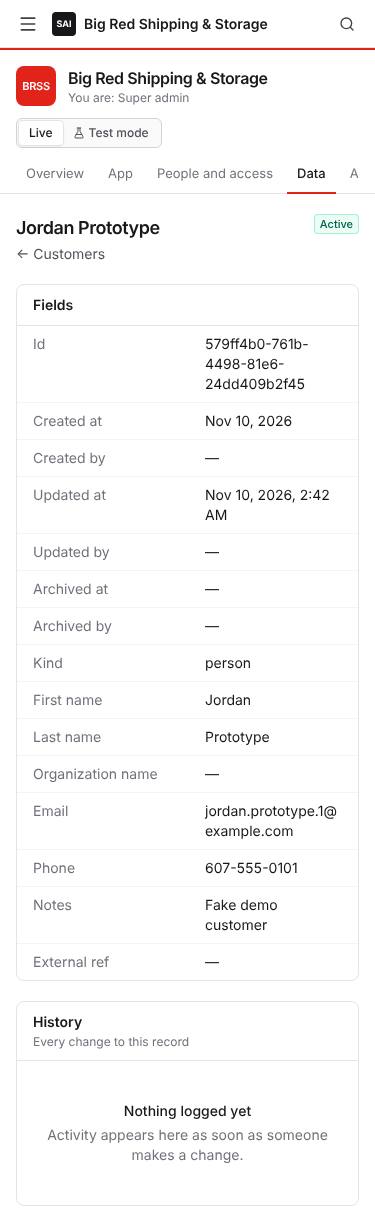 SAI Big Red Shipping & Storage
BRSS
Big Red Shipping & Storage
You are: Super admin
Live Test mode
Overview App People and access Data A
Jordan Prototype
Active
← Customers
Fields
Id 579ff4b0-761b-
4498-81e6-
24dd409b2f45
Created at Nov 10, 2026
Created by —
Updated at Nov 10, 2026, 2:42
AM
Updated by —
Archived at —
Archived by —
Kind person
First name Jordan
Last name Prototype
Organization name —
Email jordan.prototype.1@
example.com
Phone 607-555-0101
Notes Fake demo
customer
External ref —
History
Every change to this record
Nothing logged yet
Activity appears here as soon as someone
makes a change.